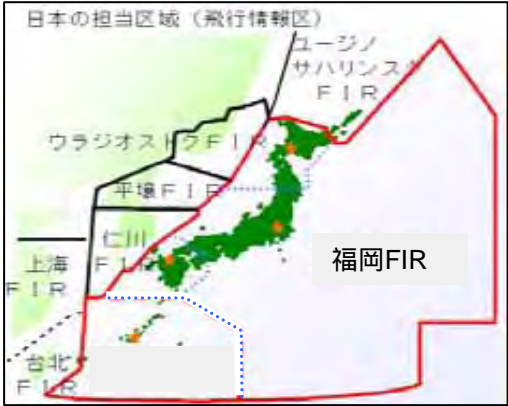 日本の担当区域（飛行情報区）
ユージノ
サハリンスク
ＦＩＲ
ウラジオストクＦＩＲ
平壌ＦＩＲ
仁川
ＦＩＲ
上海
ＦＩＲ
福岡FIR
台北
ＦＩＲ